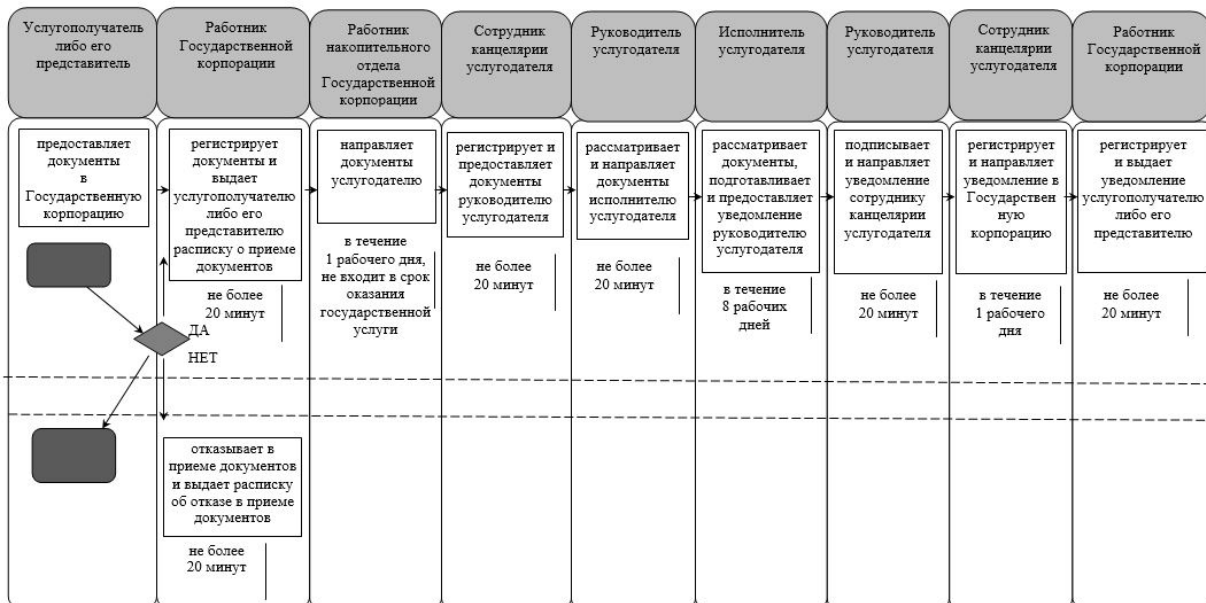 Услугополучатель
либо его
представитель
Работник
Государственной
корпорации
Работник
накопительного
отдела
Государственной
корпорации
Сотрудник
канцелярии
услугодателя
Руководитель
услугодателя
Исполнитель
услугодателя
Руководитель
услугодателя
Сотрудник
канцелярии
услугодателя
Работник
Государственной
корпорации
предоставляет
документы
в
Государственную
корпорацию
регистрирует
документы и
выдает
услугополучателю
либо его
представителю
расписку о приеме
документов
не более
20 минут
направляет
документы
услугодателю
в течение
1 рабочего дня,
не входит в срок
оказания
государственной
услуги
регистрирует и
предоставляет
документы
руководителю
услугодателя
не более
20 минут
рассматривает
и направляет
документы
исполнителю
услугодателя
не более
20 минут
рассматривает
документы,
подготавливает
и предоставляет
уведомление
руководителю
услугодателя
в течение
8 рабочих
дней
подписывает
и направляет
уведомление
сотруднику
канцелярии
услугодателя
не более
20 минут
регистрирует
и направляет
уведомление в
Государствен
ную
корпорацию
в течение
1 рабочего
дня
регистрирует
и выдает
уведомление
услугополучателю
либо его
представителю
не более
20 минут
ДА
НЕТ
отказывает в
приеме документов
и выдает расписку
об отказе в приеме
документов
не более
20 минут